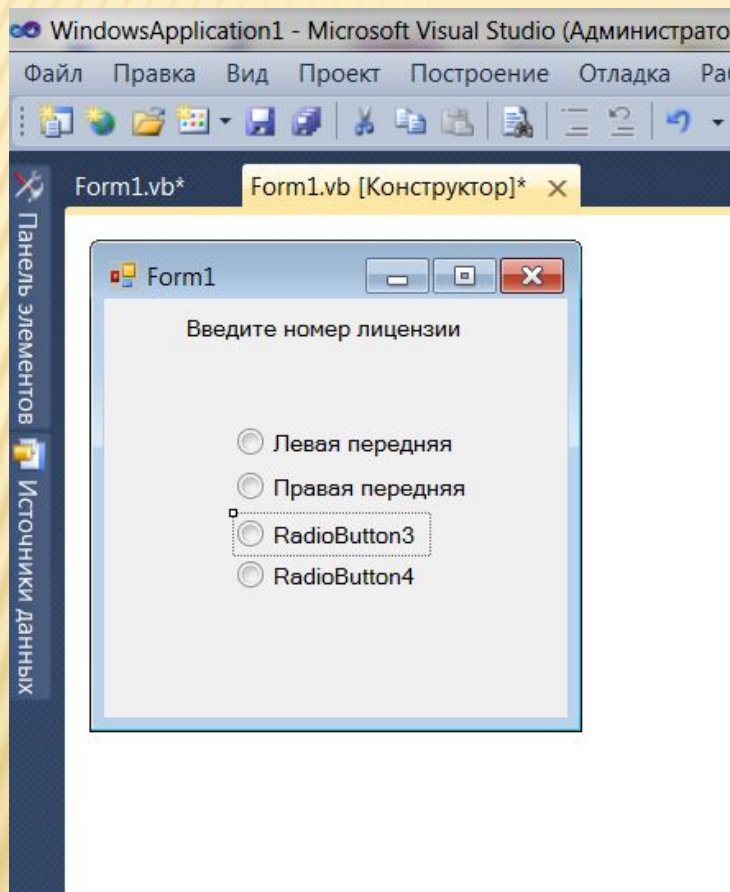 WindowsApplication1 - Microsoft Visual Studio (Администрато
Файл Правка Вид Проект Построение Отладка Ра
Form1.vb* Form1.vb [Конструктор]*
Панель элементов
Источники данных
Form1
Введите номер лицензии
Левая передняя
Правая передняя
RadioButton3
RadioButton4